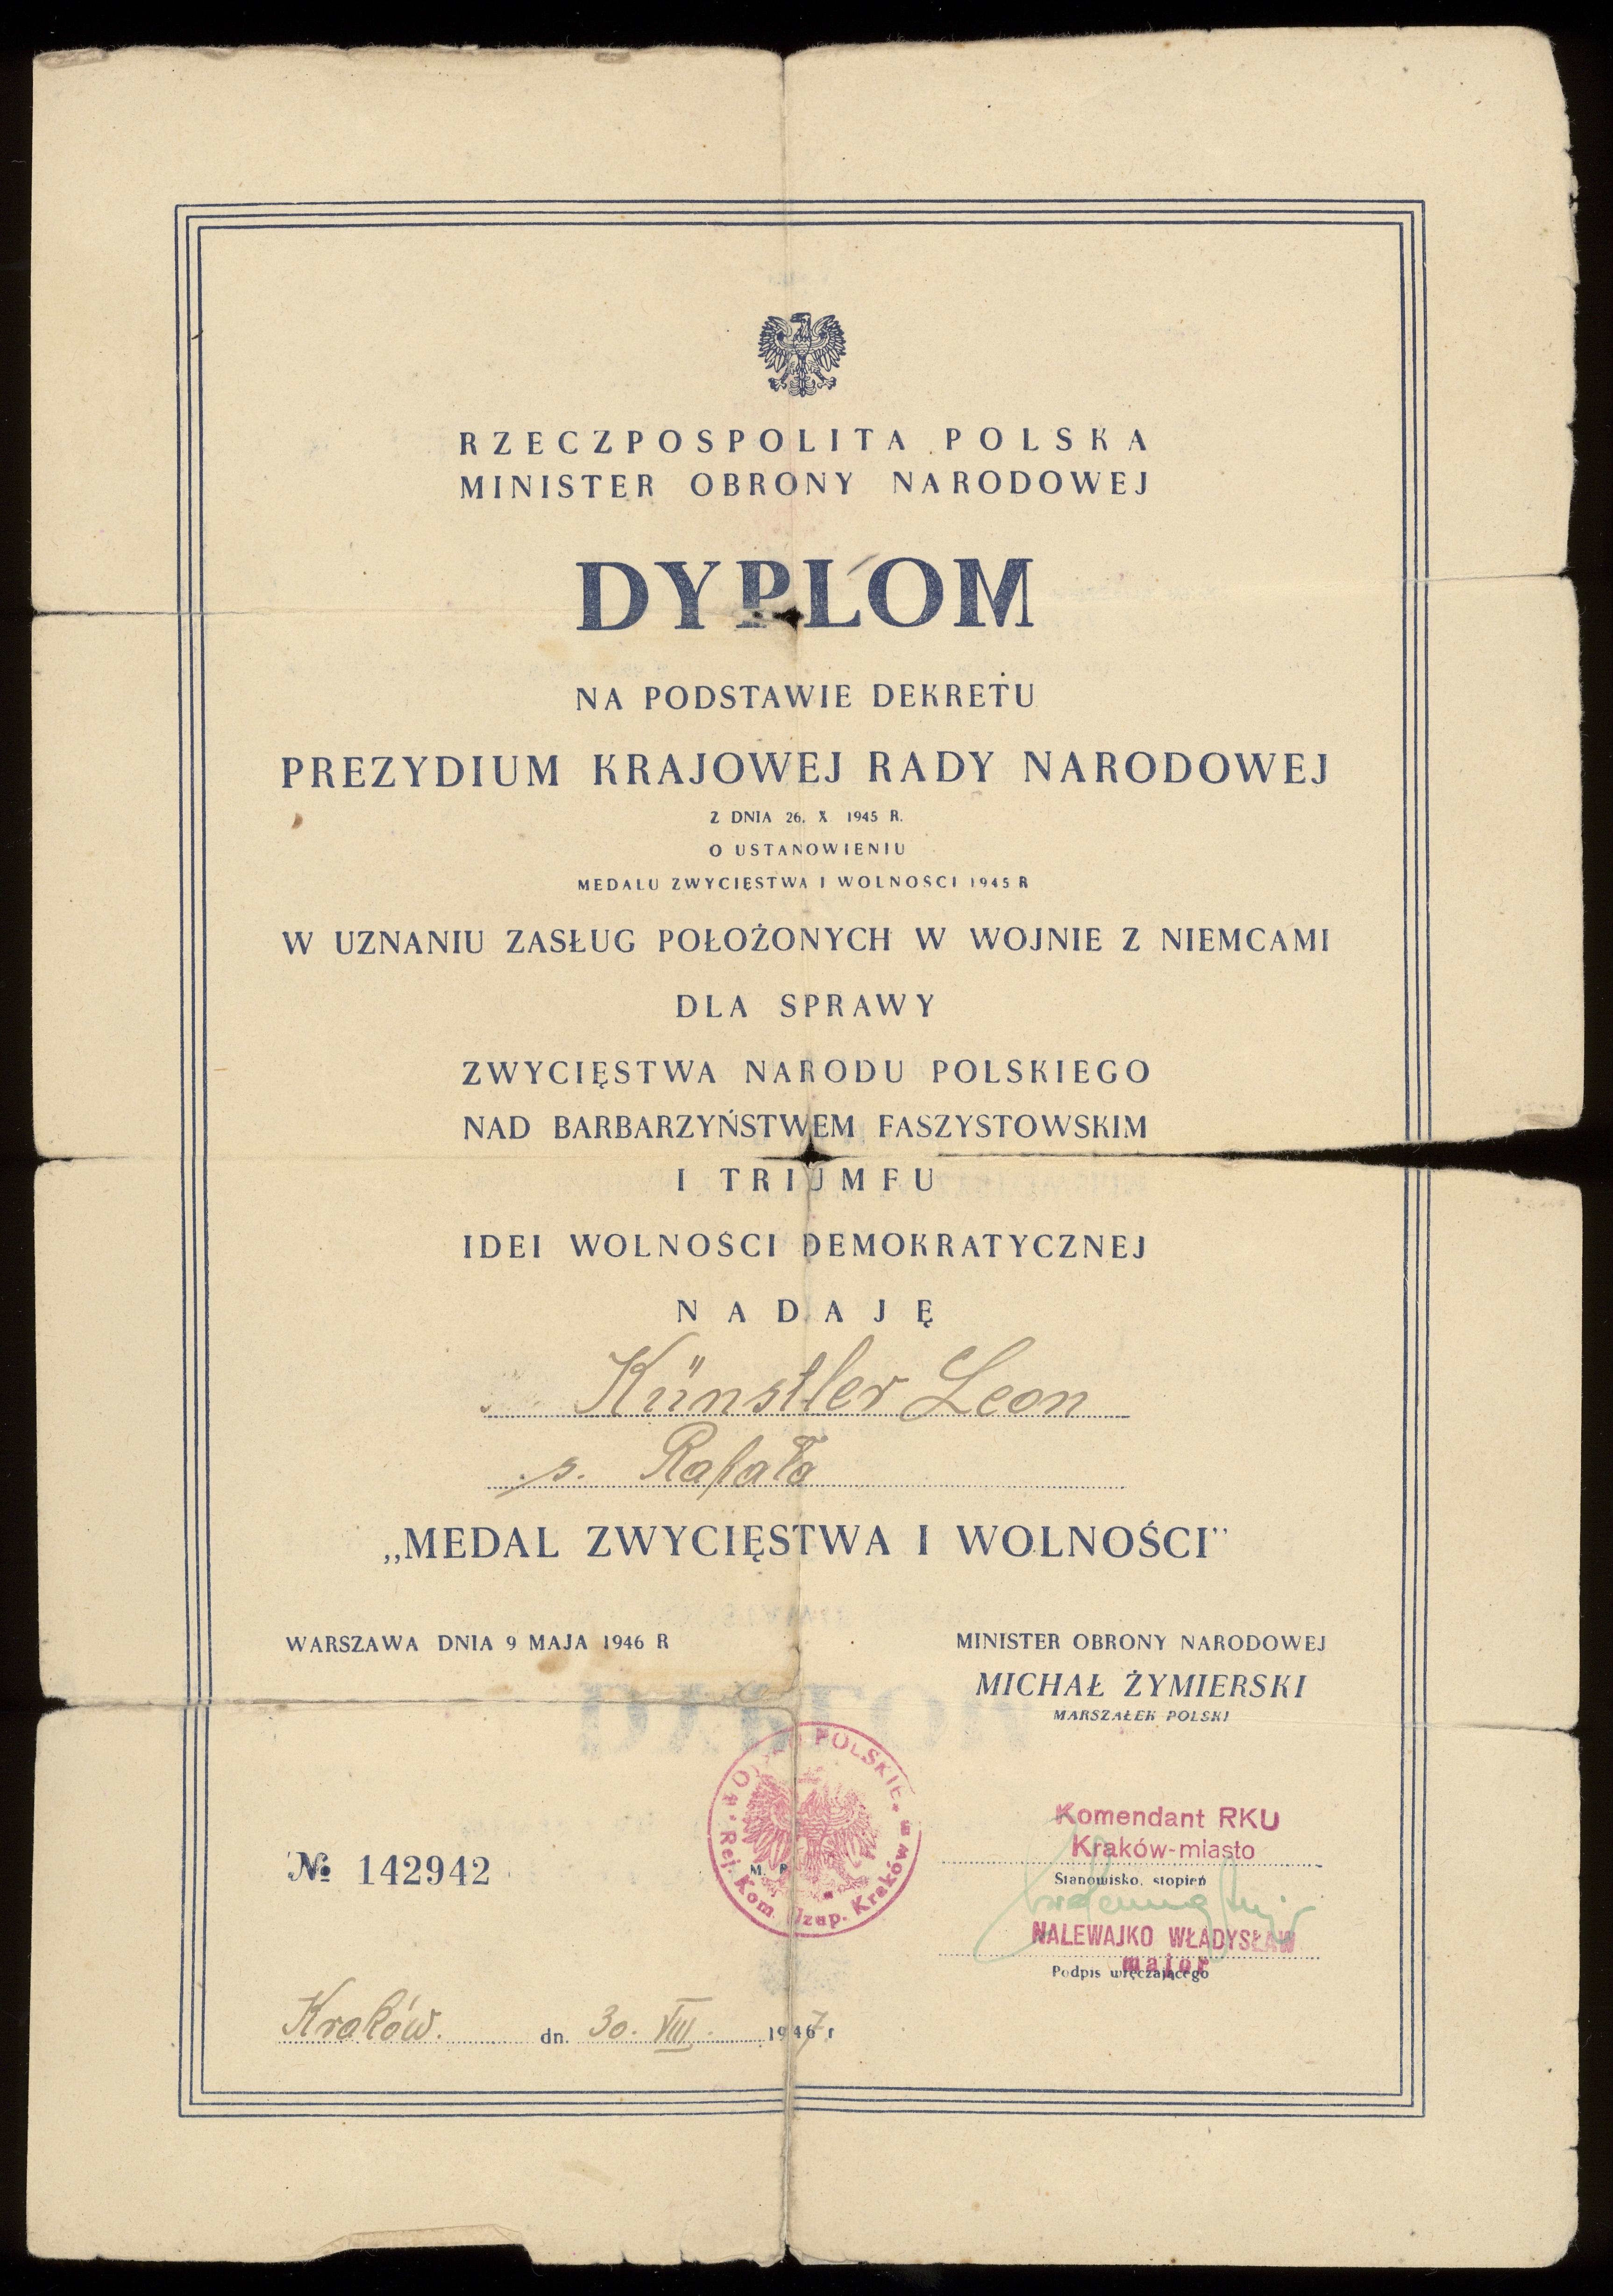 RZECZPOSPOLITA POLSKA
MINISTER OBRONY NARODOWEJ
DYPLOM
NA PODSTAWIE DEKRETU
PREZYDIUM KRAJOWEJ RADY NARODOWEJ
Z DNIA 26. X 1945 R.
O USTANOWIENIU
MEDALU ZWYCIĘSTWA I WOLNOŚCI 1945 R
W UZNANIU ZASŁUG POŁOŻONYCH W WOJNIE Z NIEMCAMI
DLA SPRAWY
ZWYCIĘSTWA NARODU POLSKIEGO
NAD BARBARZYŃSTWEM FASZYSTOWSKIM
I TRIUMFU
IDEI WOLNOŚCI DEMOKRATYCZNEJ
NADAJĘ
Künstler Leon
s. Rafała
„MEDAL ZWYCIĘSTWA I WOLNOŚCI"
WARSZAWA DNIA 9 MAJA 1946 R
MINISTER OBRONY NARODOWEJ
MICHAŁ ŻYMIERSKI
MARSZAŁEK POLSKI
WOJSKO POLSKIE
Rej. Kom. Uzup. Kraków m
M. P.
Komendant RKU
Kraków-miasto
Stanowisko, stopień
№ 142942
NALEWAJKO WŁADYSŁAW
major
Podpis wręczającego
Kraków. dn. 30. VIII. 1947 r